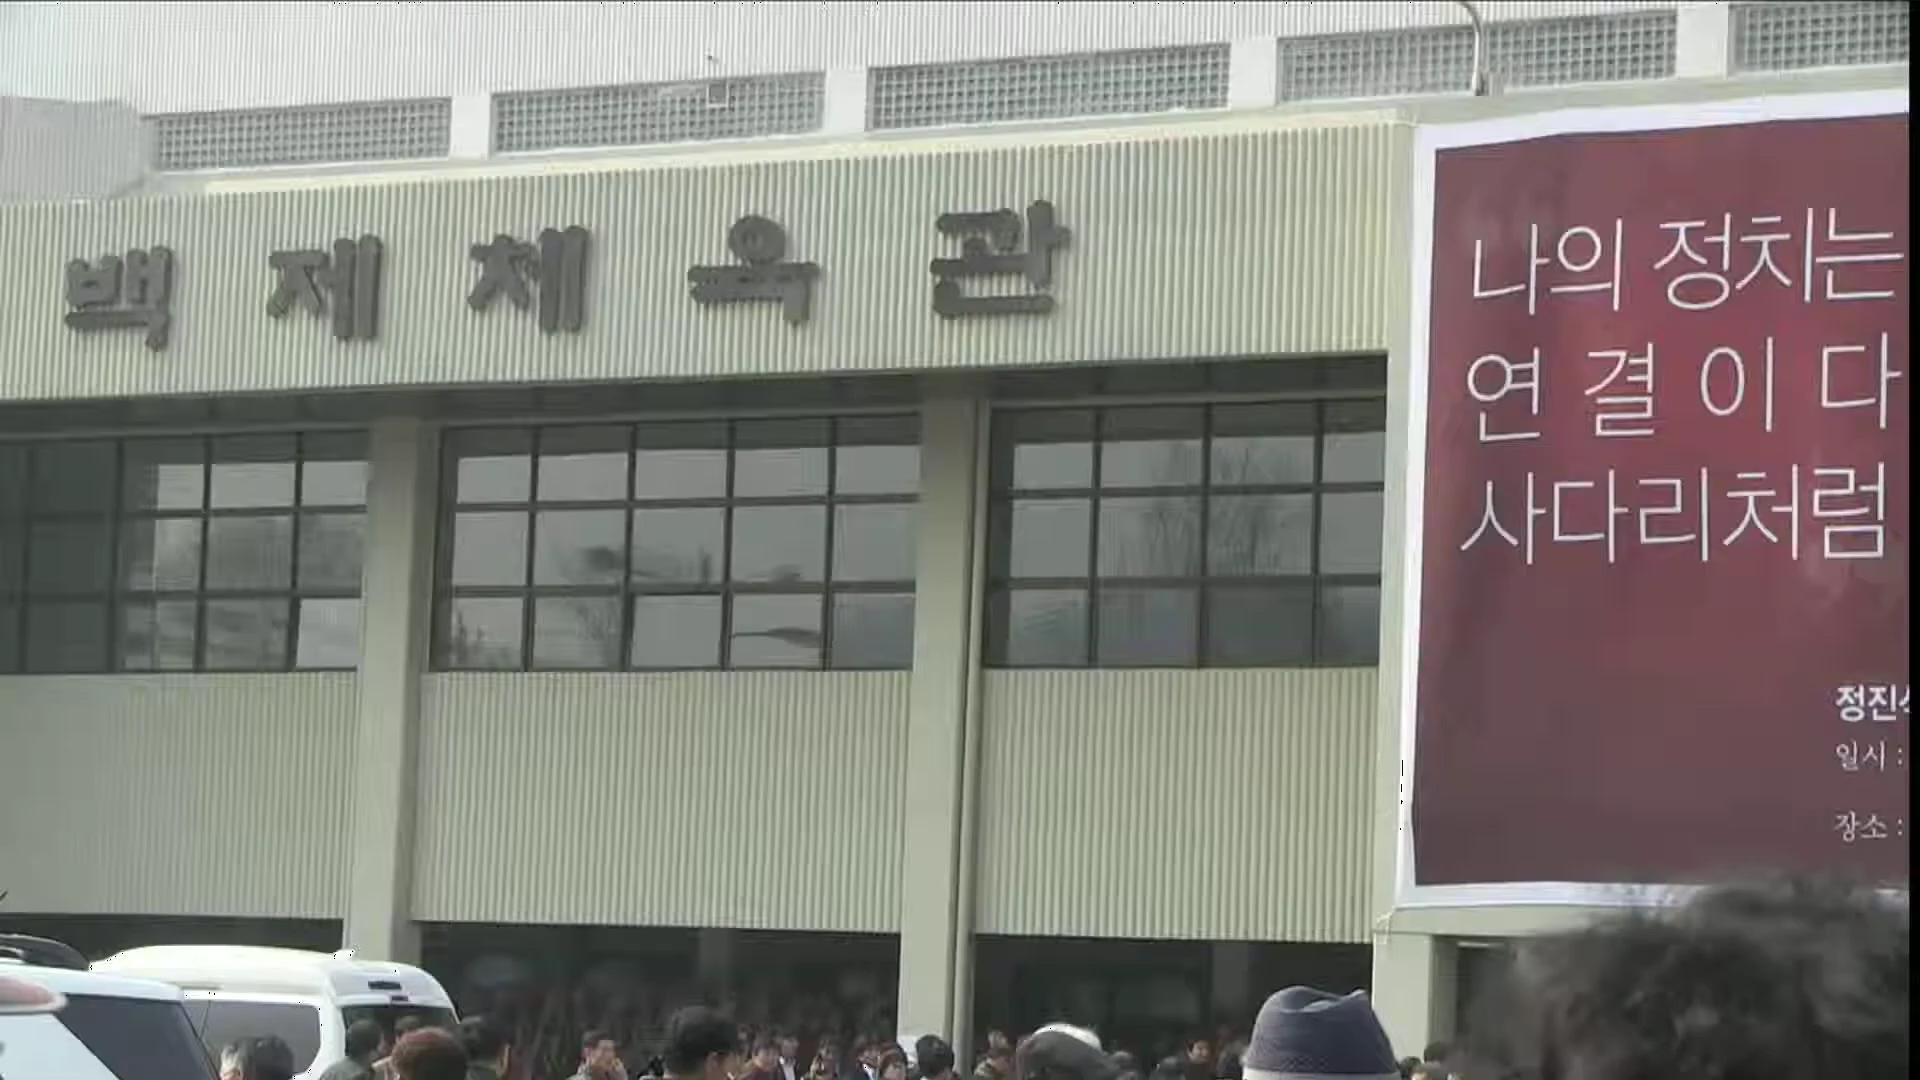 백제체육관
나의 정치는
연결이다
사다리처럼
일시 :
장소 :